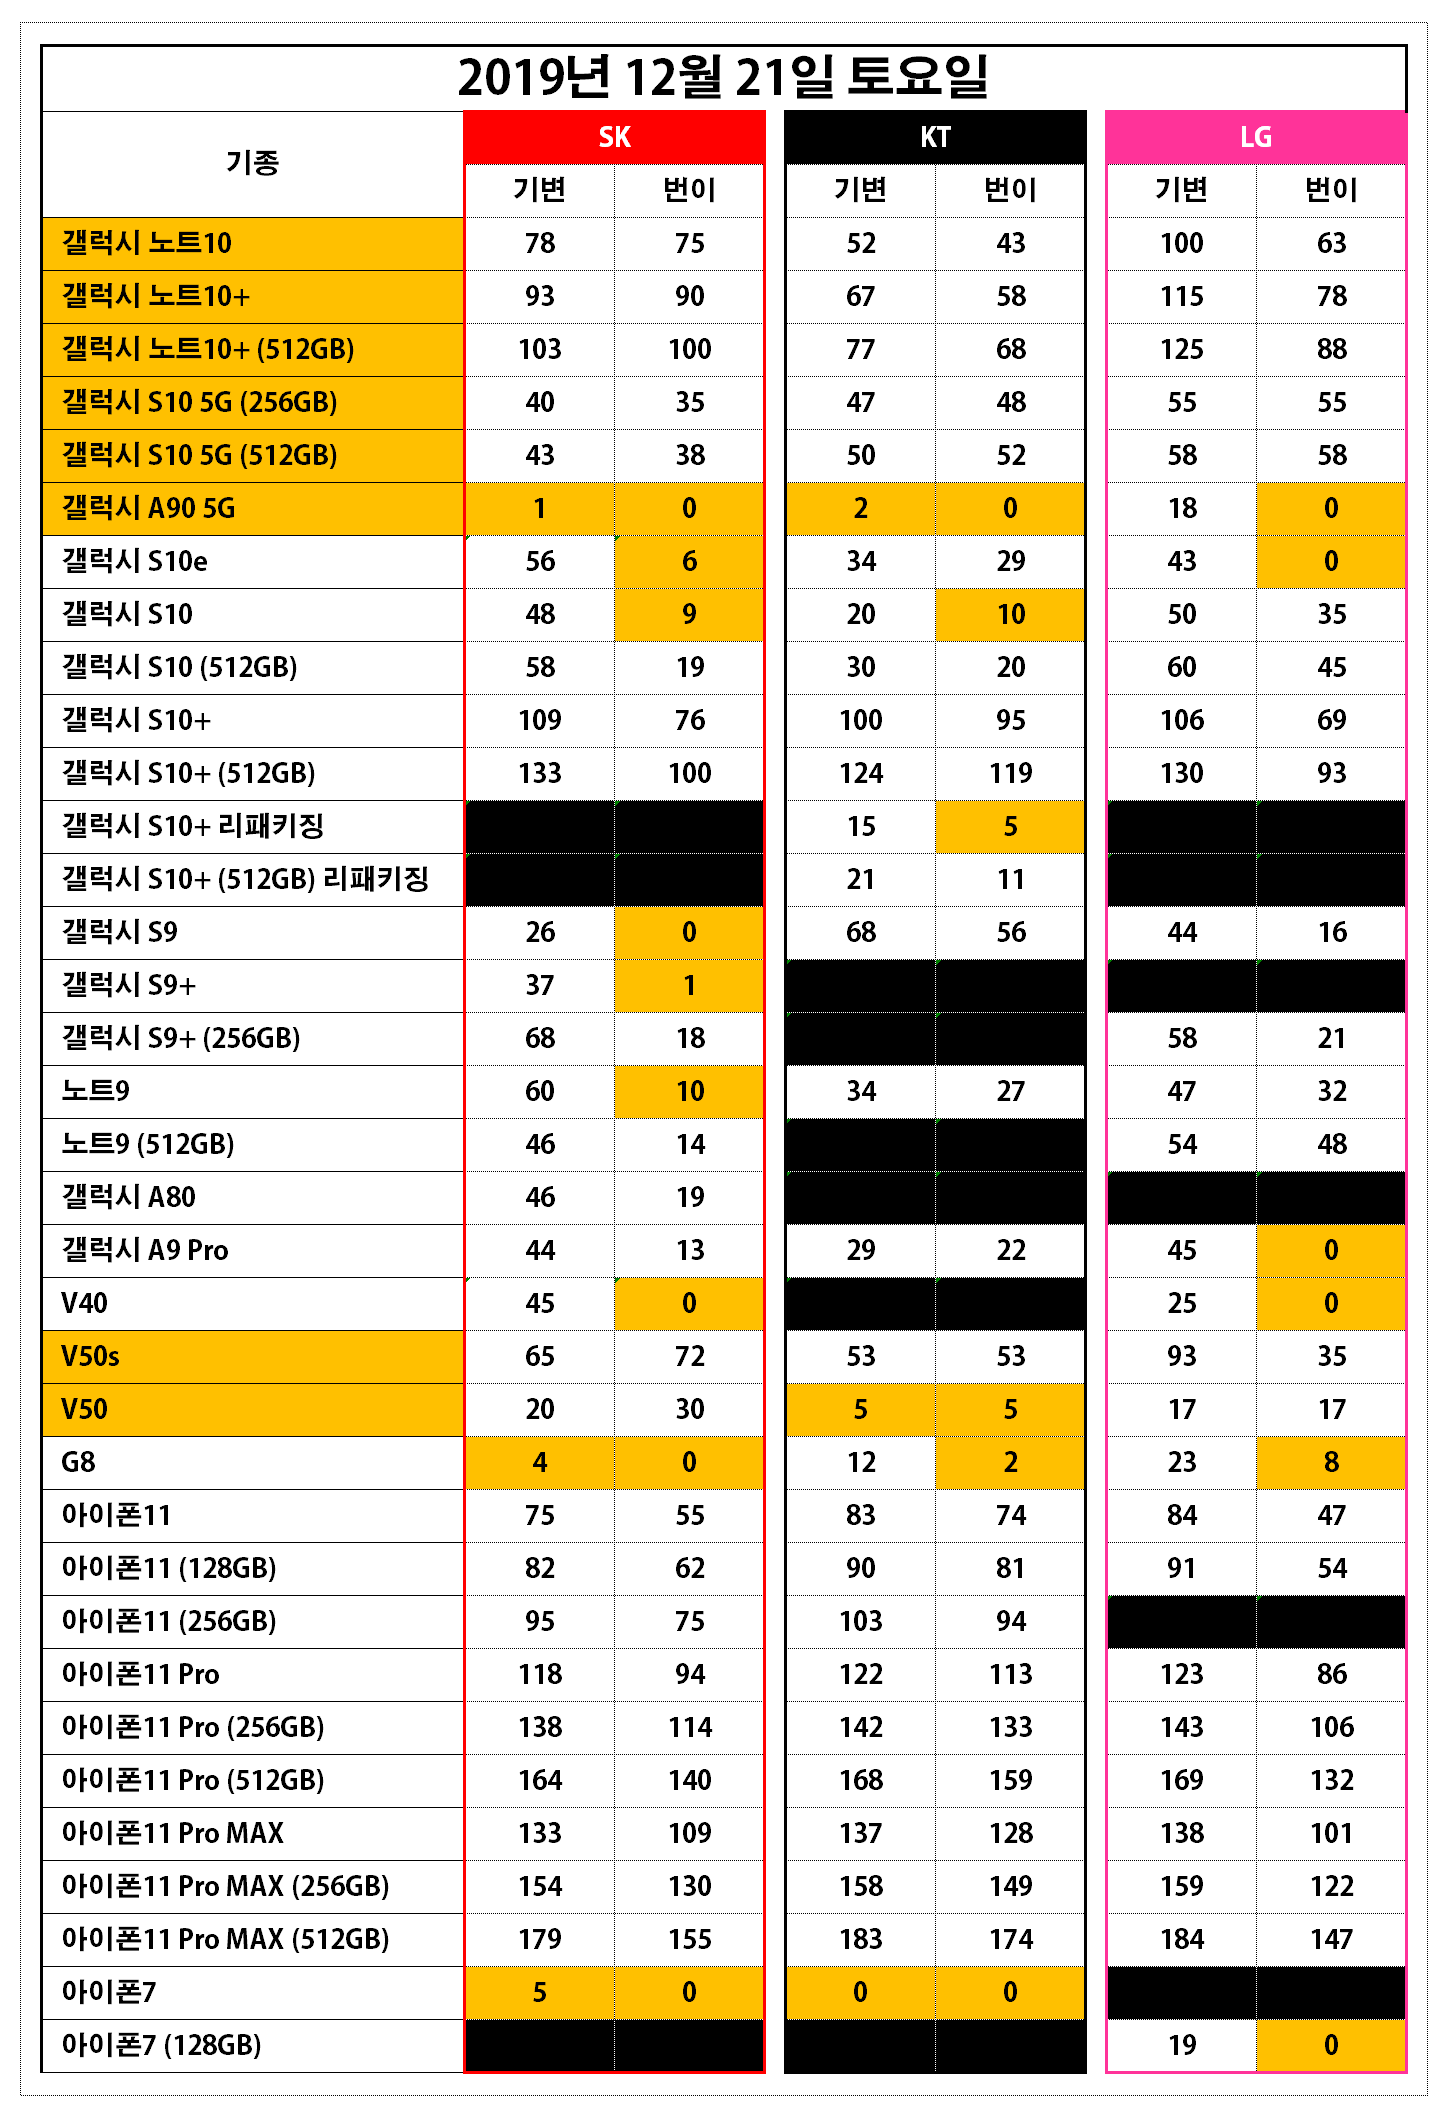 2019년 12월 21일 토요일
기종 SK KT LG
기변 번이 기변 번이 기변 번이
갤럭시 노트10 78 75 52 43 100 63
갤럭시 노트10+ 93 90 67 58 115 78
갤럭시 노트10+ (512GB) 103 100 77 68 125 88
갤럭시 S10 5G (256GB) 40 35 47 48 55 55
갤럭시 S10 5G (512GB) 43 38 50 52 58 58
갤럭시 A90 5G 1 0 2 0 18 0
갤럭시 S10e 56 6 34 29 43 0
갤럭시 S10 48 9 20 10 50 35
갤럭시 S10 (512GB) 58 19 30 20 60 45
갤럭시 S10+ 109 76 100 95 106 69
갤럭시 S10+ (512GB) 133 100 124 119 130 93
갤럭시 S10+ 리패키징 15 5
갤럭시 S10+ (512GB) 리패키징 21 11
갤럭시 S9 26 0 68 56 44 16
갤럭시 S9+ 37 1
갤럭시 S9+ (256GB) 68 18 58 21
노트9 60 10 34 27 47 32
노트9 (512GB) 46 14 54 48
갤럭시 A80 46 19
갤럭시 A9 Pro 44 13 29 22 45 0
V40 45 0 25 0
V50s 65 72 53 53 93 35
V50 20 30 5 5 17 17
G8 4 0 12 2 23 8
아이폰11 75 55 83 74 84 47
아이폰11 (128GB) 82 62 90 81 91 54
아이폰11 (256GB) 95 75 103 94
아이폰11 Pro 118 94 122 113 123 86
아이폰11 Pro (256GB) 138 114 142 133 143 106
아이폰11 Pro (512GB) 164 140 168 159 169 132
아이폰11 Pro MAX 133 109 137 128 138 101
아이폰11 Pro MAX (256GB) 154 130 158 149 159 122
아이폰11 Pro MAX (512GB) 179 155 183 174 184 147
아이폰7 5 0 0 0
아이폰7 (128GB) 19 0